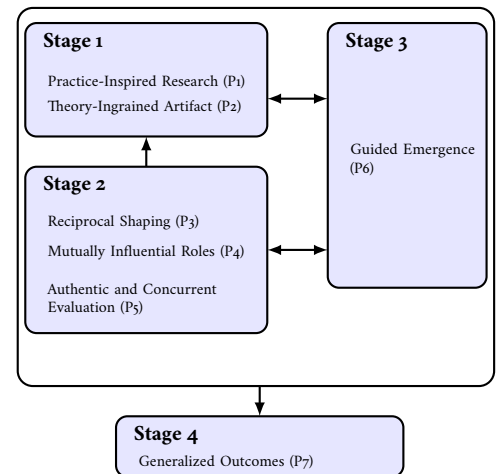 Stage 1
Practice-Inspired Research (P1)
Theory-Ingrained Artifact (P2)
Stage 2
Reciprocal Shaping (P3)
Mutually Influential Roles (P4)
Authentic and Concurrent
Evaluation (P5)
Stage 3
Guided Emergence
(P6)
Stage 4
Generalized Outcomes (P7)